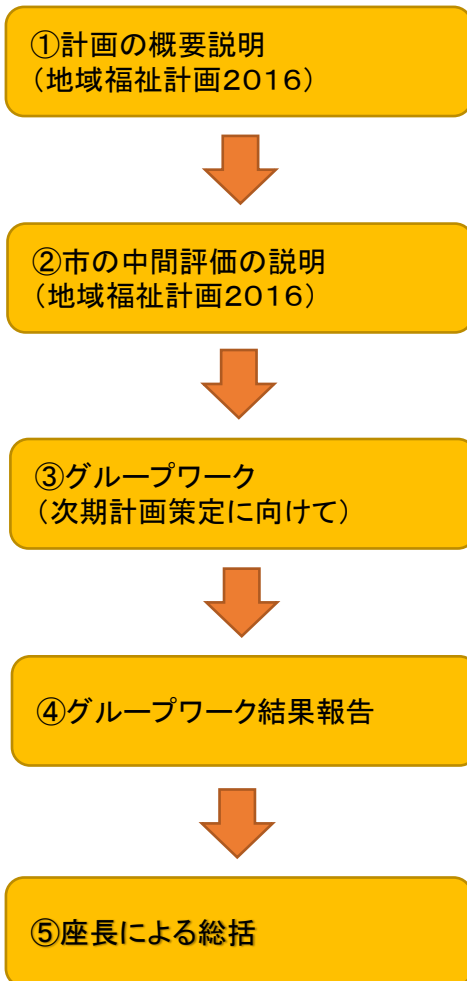 ①計画の概要説明
（地域福祉計画２０１６）
②市の中間評価の説明
（地域福祉計画２０１６）
③グループワーク
（次期計画策定に向けて）
④グループワーク結果報告
⑤座長による総括